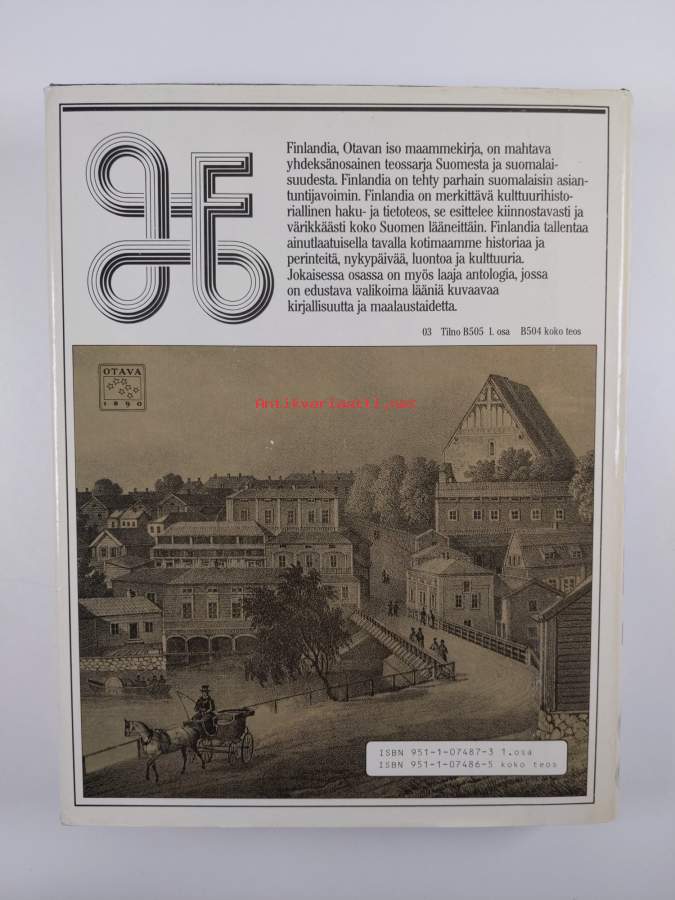 Finlandia, Otavan iso maammekirja, on mahtava
yhdeksänosainen teossarja Suomesta ja suomalai-
suudesta. Finlandia on tehty parhain suomalaisin asian-
tuntijavoimin. Finlandia on merkittävä kulttuurihisto-
riallinen haku- ja tietoteos, se esittelee kiinnostavasti ja
värikkäästi koko Suomen lääneittäin. Finlandia tallentaa
ainutlaatuisella tavalla kotimaamme historiaa ja
perinteitä, nykypäivää, luontoa ja kulttuuria.
Jokaisessa osassa on myös laaja antologia, jossa
on edustava valikoima lääniä kuvaavaa
kirjallisuutta ja maalaustaidetta.
03 Tilno B505 1. osa B504 koko teos
OTAVA
1890
Antikvariaatti.net
ISBN 951-1-07487-3 1.osa
ISBN 951-1-07486-5 koko teos